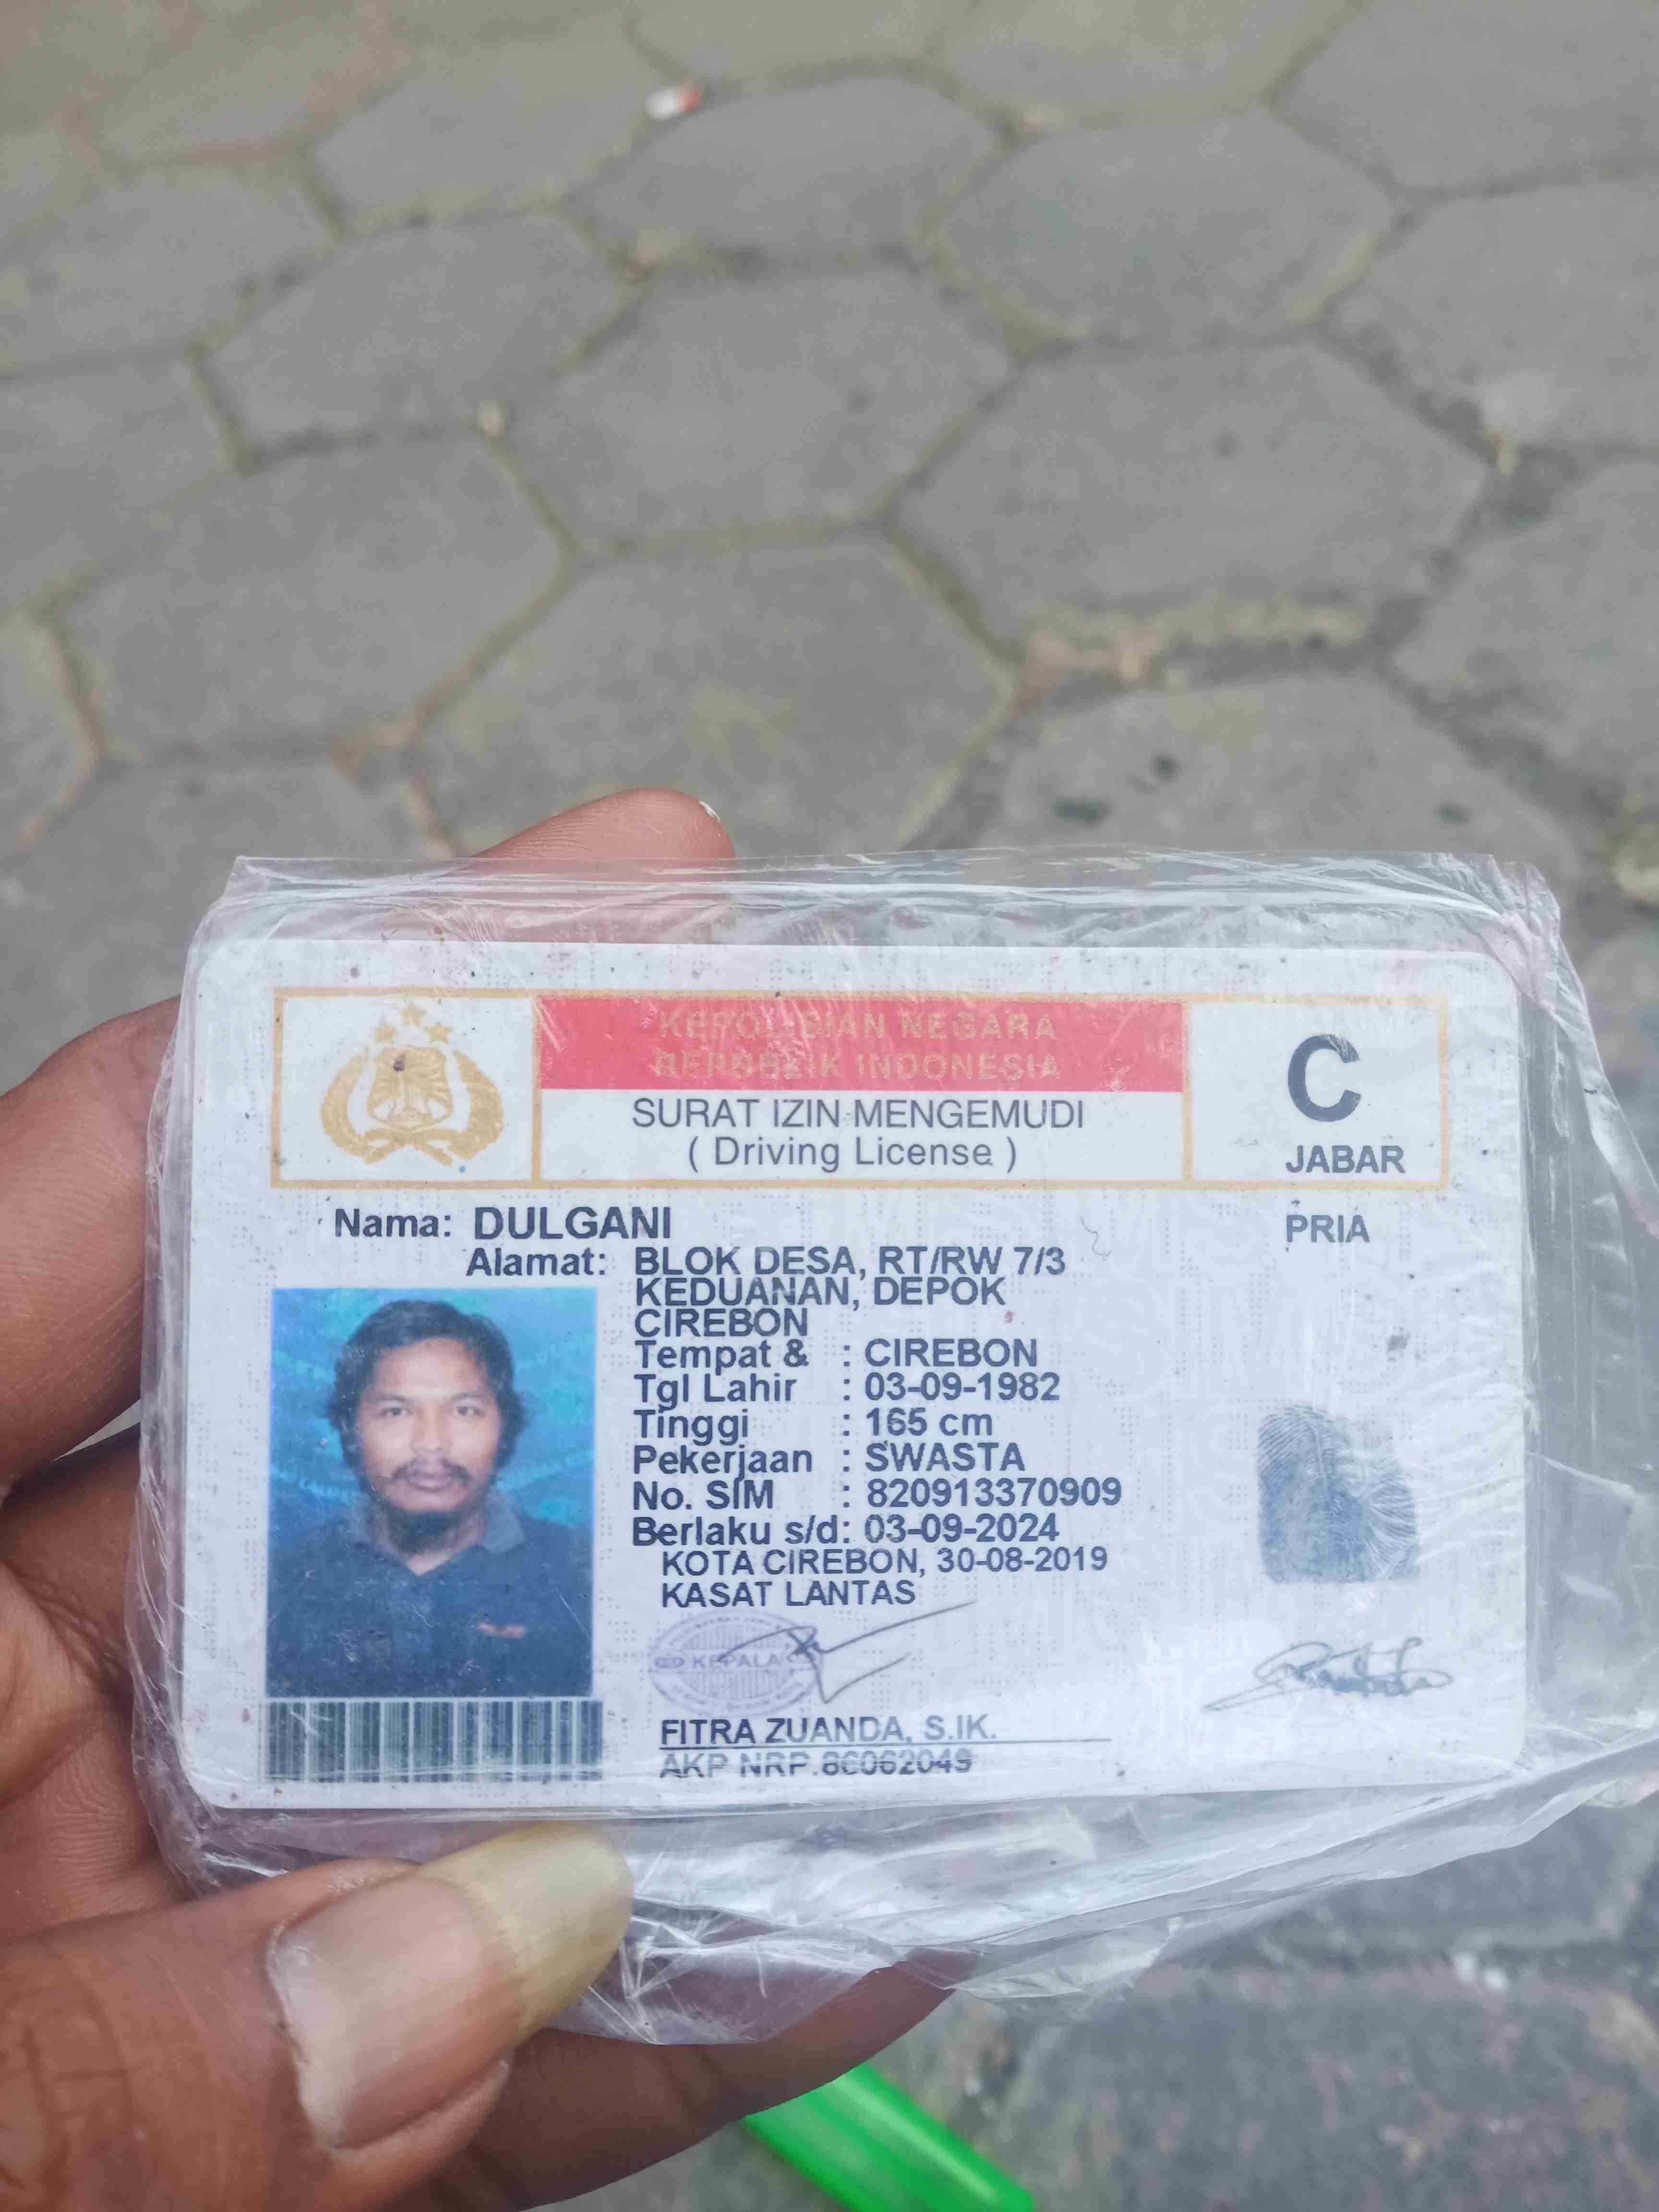 KEPOLISIAN NEGARA
REPUBLIK INDONESIA
SURAT IZIN MENGEMUDI
( Driving License )
C
JABAR
Nama: DULGANI
PRIA
Alamat: BLOK DESA, RT/RW 7/3
KEDUANAN, DEPOK
CIREBON
Tempat & : CIREBON
Tgl Lahir : 03-09-1982
Tinggi : 165 cm
Pekerjaan : SWASTA
No. SIM : 820913370909
Berlaku s/d: 03-09-2024
KOTA CIREBON, 30-08-2019
KASAT LANTAS
KEPALA
FITRA ZUANDA, S.IK.
AKP NRP.86062049